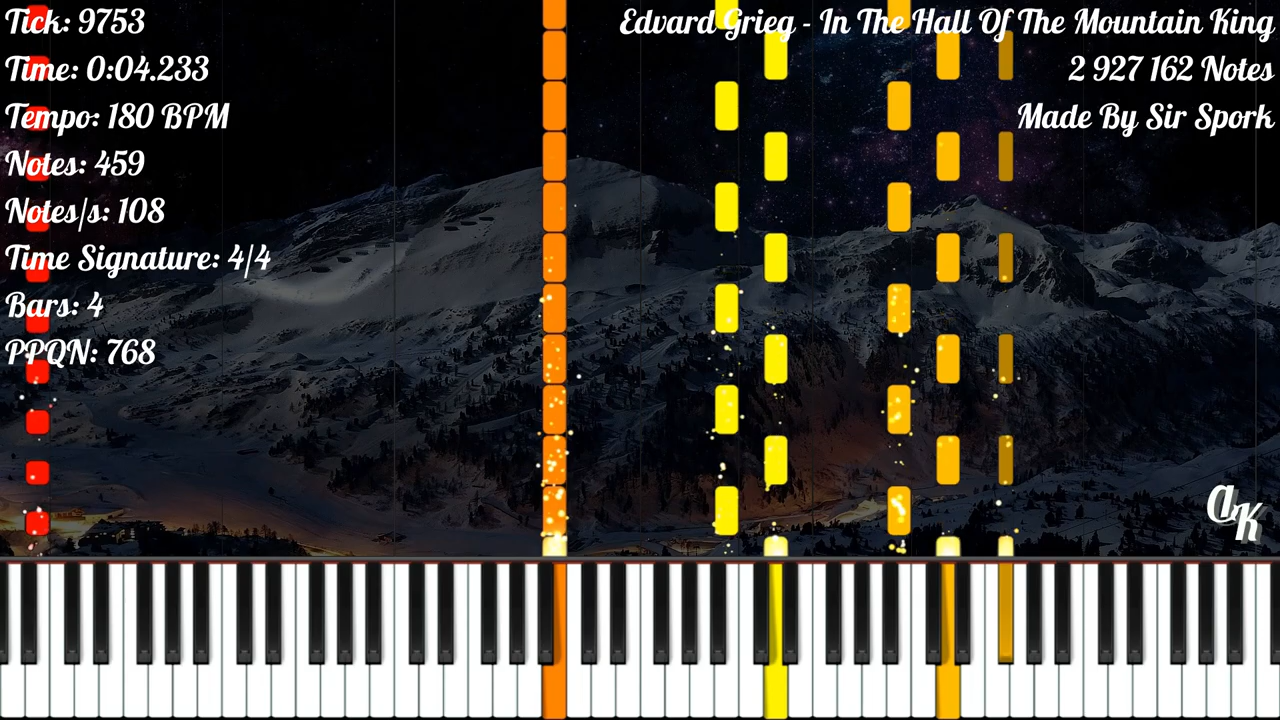 Tick: 9753
Time: 0:04.233
Tempo: 180 BPM
Notes: 459
Notes/s: 108
Time Signature: 4/4
Bars: 4
PPQN: 768
Edvard Grieg - In The Hall Of The Mountain King
2 927 162 Notes
Made By Sir Spork
aK